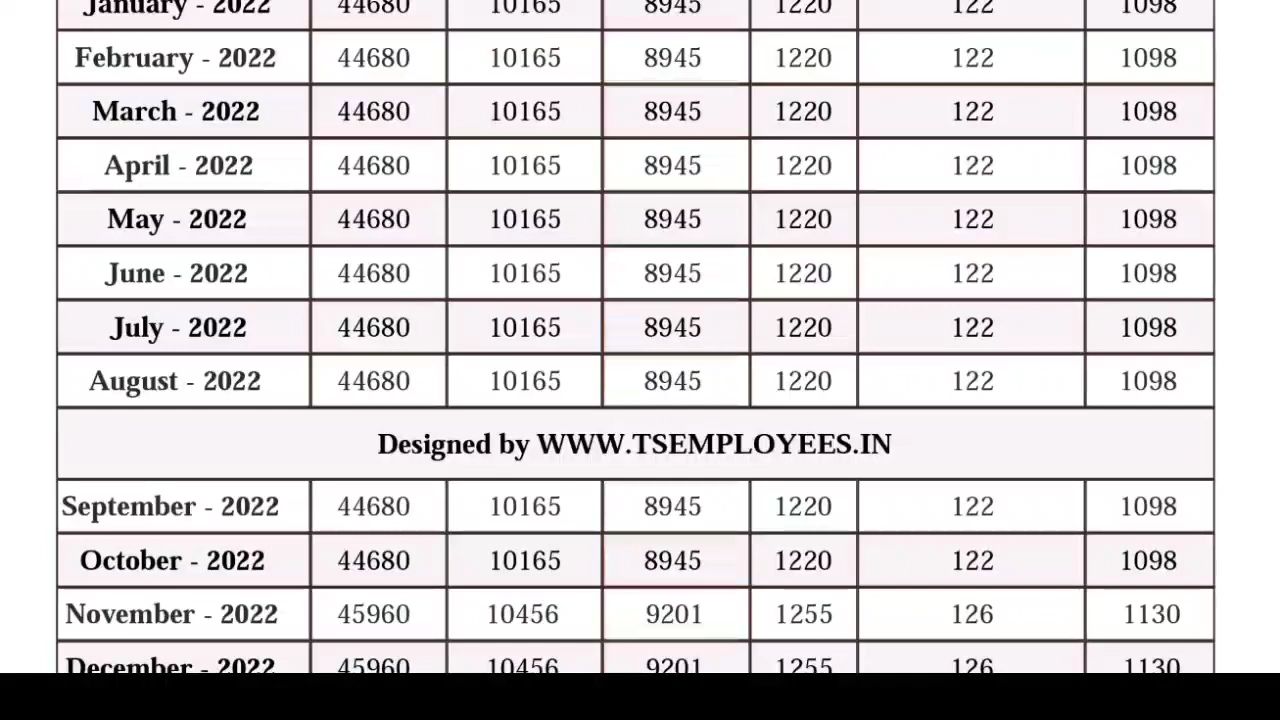 January - 2022 44680 10165 8945 1220 122 1098
February - 2022 44680 10165 8945 1220 122 1098
March - 2022 44680 10165 8945 1220 122 1098
April - 2022 44680 10165 8945 1220 122 1098
May - 2022 44680 10165 8945 1220 122 1098
June - 2022 44680 10165 8945 1220 122 1098
July - 2022 44680 10165 8945 1220 122 1098
August - 2022 44680 10165 8945 1220 122 1098
Designed by WWW.TSEMPLOYEES.IN
September - 2022 44680 10165 8945 1220 122 1098
October - 2022 44680 10165 8945 1220 122 1098
November - 2022 45960 10456 9201 1255 126 1130
December - 2022 45960 10456 9201 1255 126 1130